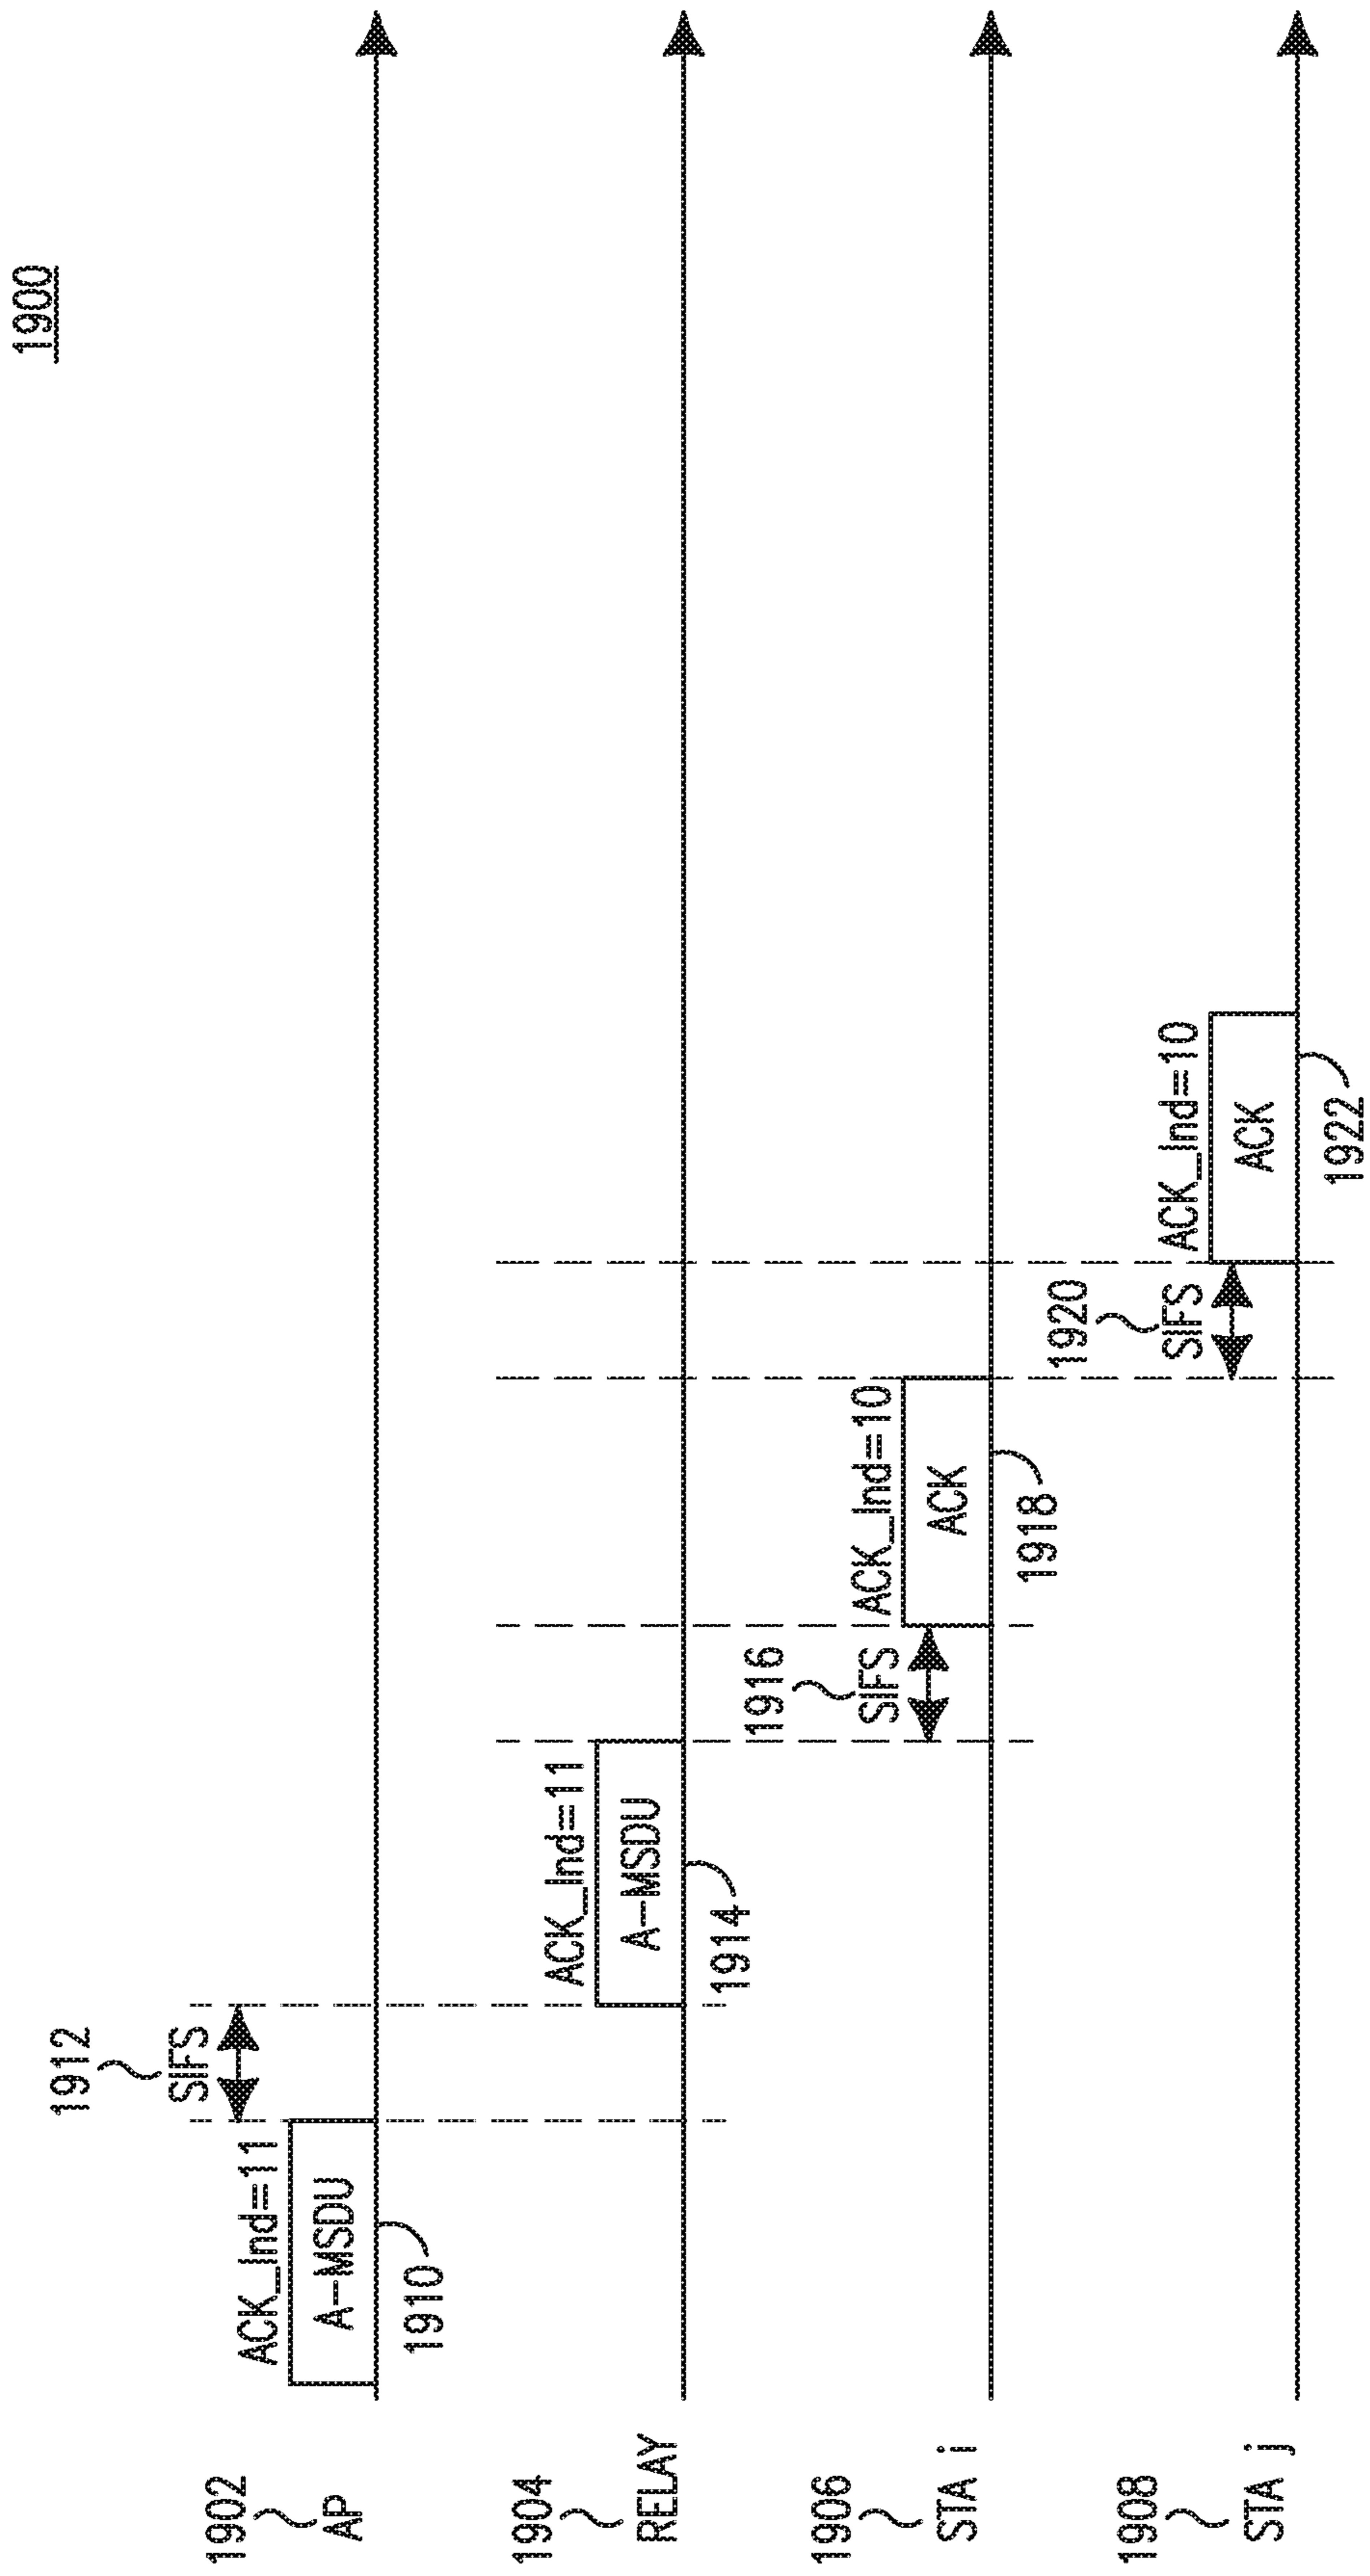 1900
1902
AP
ACK_Ind=11
A-MSDU
1910
1912
SIFS
1904
RELAY
ACK_Ind=11
A-MSDU
1914
1916
SIFS
1906
STA i
ACK_Ind=10
ACK
1918
1920
SIFS
1908
STA j
ACK_Ind=10
ACK
1922